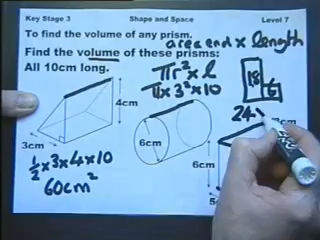 Key Stage 3 Shape and Space Level 7
To find the volume of any prism.
area end x length
Find the volume of these prisms:
All 10cm long.
πr² x l
π x 3² x 10
18
6
24
4cm
3cm
6cm
6cm
½ x 3 x 4 x 10
60cm²